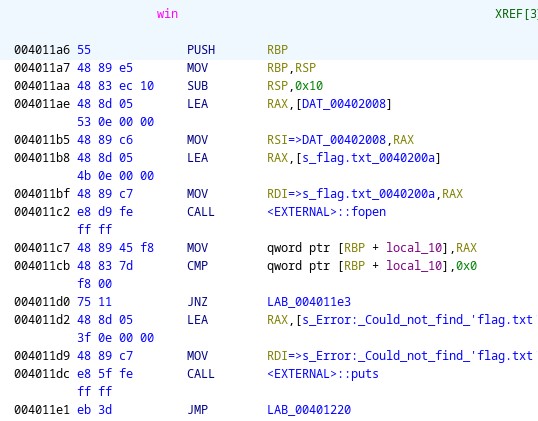 win XREF[3]
004011a6 55 PUSH RBP
004011a7 48 89 e5 MOV RBP,RSP
004011aa 48 83 ec 10 SUB RSP,0x10
004011ae 48 8d 05 LEA RAX,[DAT_00402008]
53 0e 00 00
004011b5 48 89 c6 MOV RSI=>DAT_00402008,RAX
004011b8 48 8d 05 LEA RAX,[s_flag.txt_0040200a]
4b 0e 00 00
004011bf 48 89 c7 MOV RDI=>s_flag.txt_0040200a,RAX
004011c2 e8 d9 fe CALL <EXTERNAL>::fopen
ff ff
004011c7 48 89 45 f8 MOV qword ptr [RBP + local_10],RAX
004011cb 48 83 7d CMP qword ptr [RBP + local_10],0x0
f8 00
004011d0 75 11 JNZ LAB_004011e3
004011d2 48 8d 05 LEA RAX,[s_Error:_Could_not_find_'flag.txt
3f 0e 00 00
004011d9 48 89 c7 MOV RDI=>s_Error:_Could_not_find_'flag.txt
004011dc e8 5f fe CALL <EXTERNAL>::puts
ff ff
004011e1 eb 3d JMP LAB_00401220